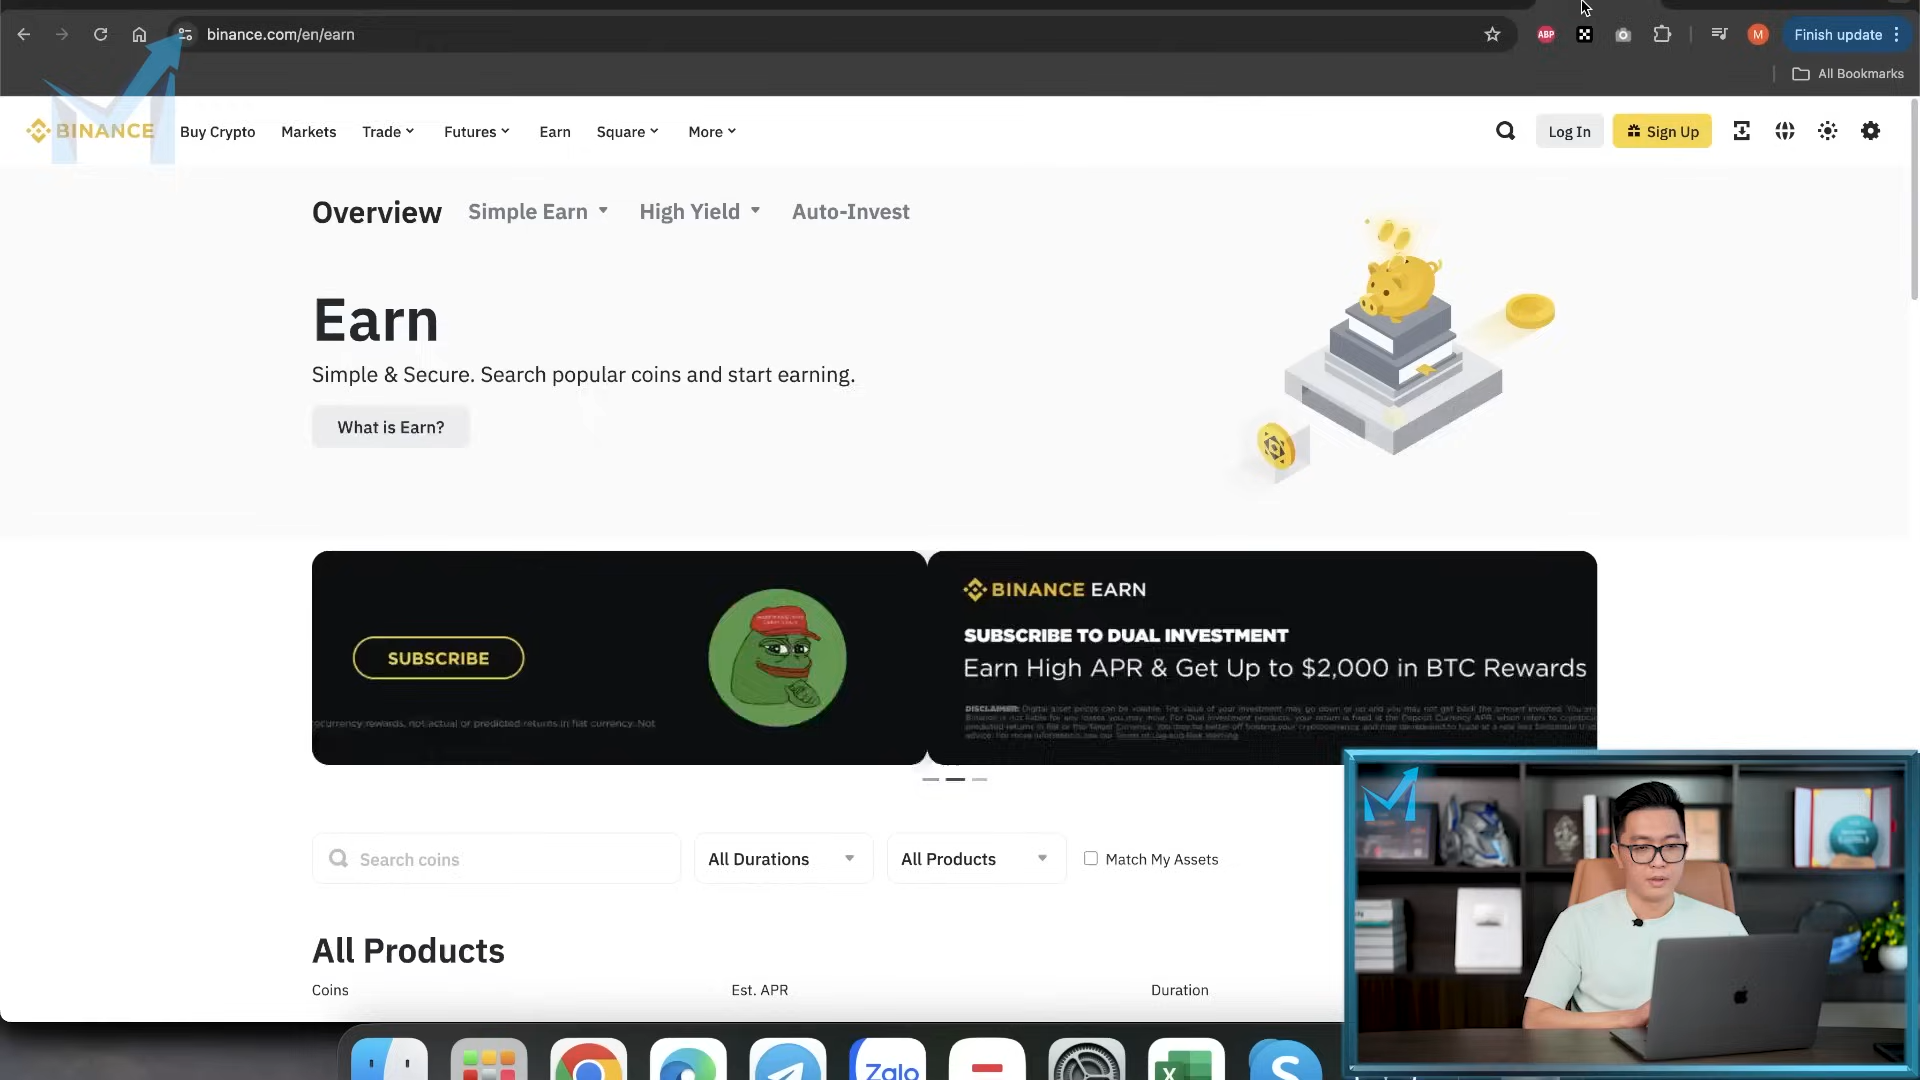 binance.com/en/earn
ABP
M
Finish update
All Bookmarks
BINANCE
Buy Crypto
Markets
Trade
Futures
Earn
Square
More
Log In
Sign Up
Overview
Simple Earn
High Yield
Auto-Invest
Earn
Simple & Secure. Search popular coins and start earning.
What is Earn?
SUBSCRIBE
BINANCE EARN
SUBSCRIBE TO DUAL INVESTMENT
Earn High APR & Get Up to $2,000 in BTC Rewards
Search coins
All Durations
All Products
Match My Assets
All Products
Coins
Est. APR
Duration
Zalo
X
S